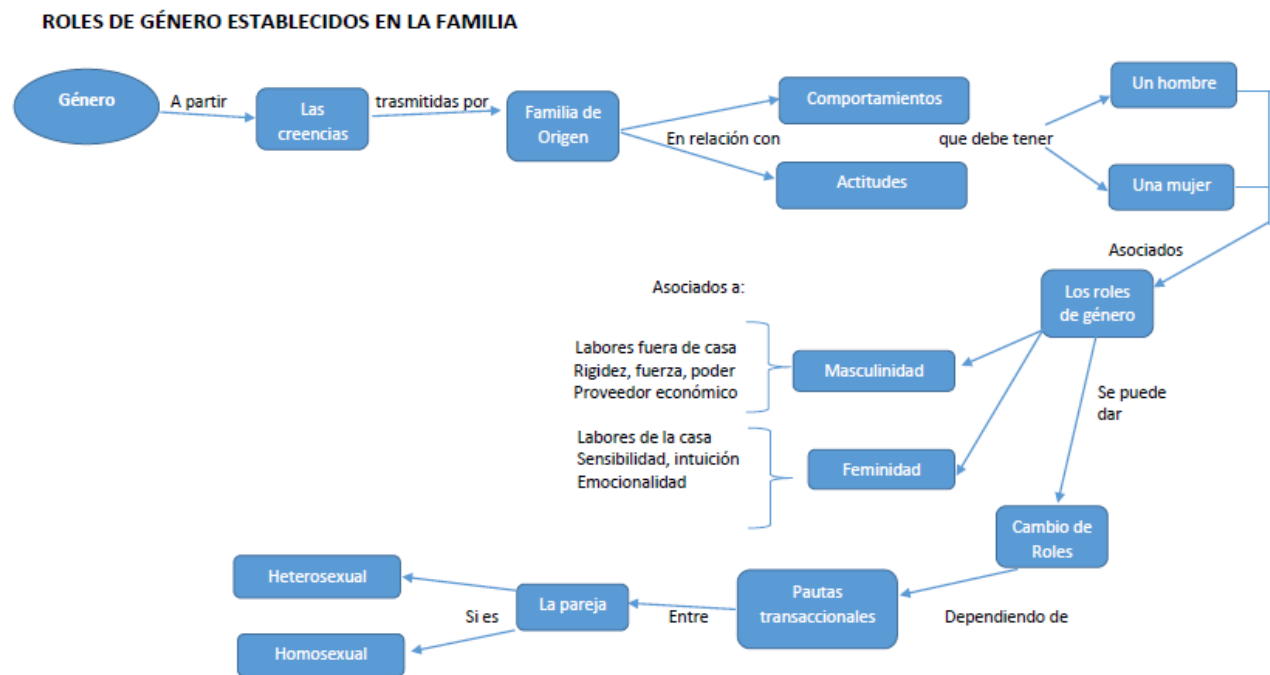 ROLES DE GÉNERO ESTABLECIDOS EN LA FAMILIA
Género
A partir
Las
creencias
trasmitidas por
Familia de
Origen
En relación con
Comportamientos
Actitudes
que debe tener
Un hombre
Una mujer
Asociados
Los roles
de género
Asociados a:
Labores fuera de casa
Rigidez, fuerza, poder
Proveedor económico
Masculinidad
Labores de la casa
Sensibilidad, intuición
Emocionalidad
Feminidad
Se puede
dar
Cambio de
Roles
Dependiendo de
Pautas
transaccionales
Entre
La pareja
Si es
Heterosexual
Homosexual